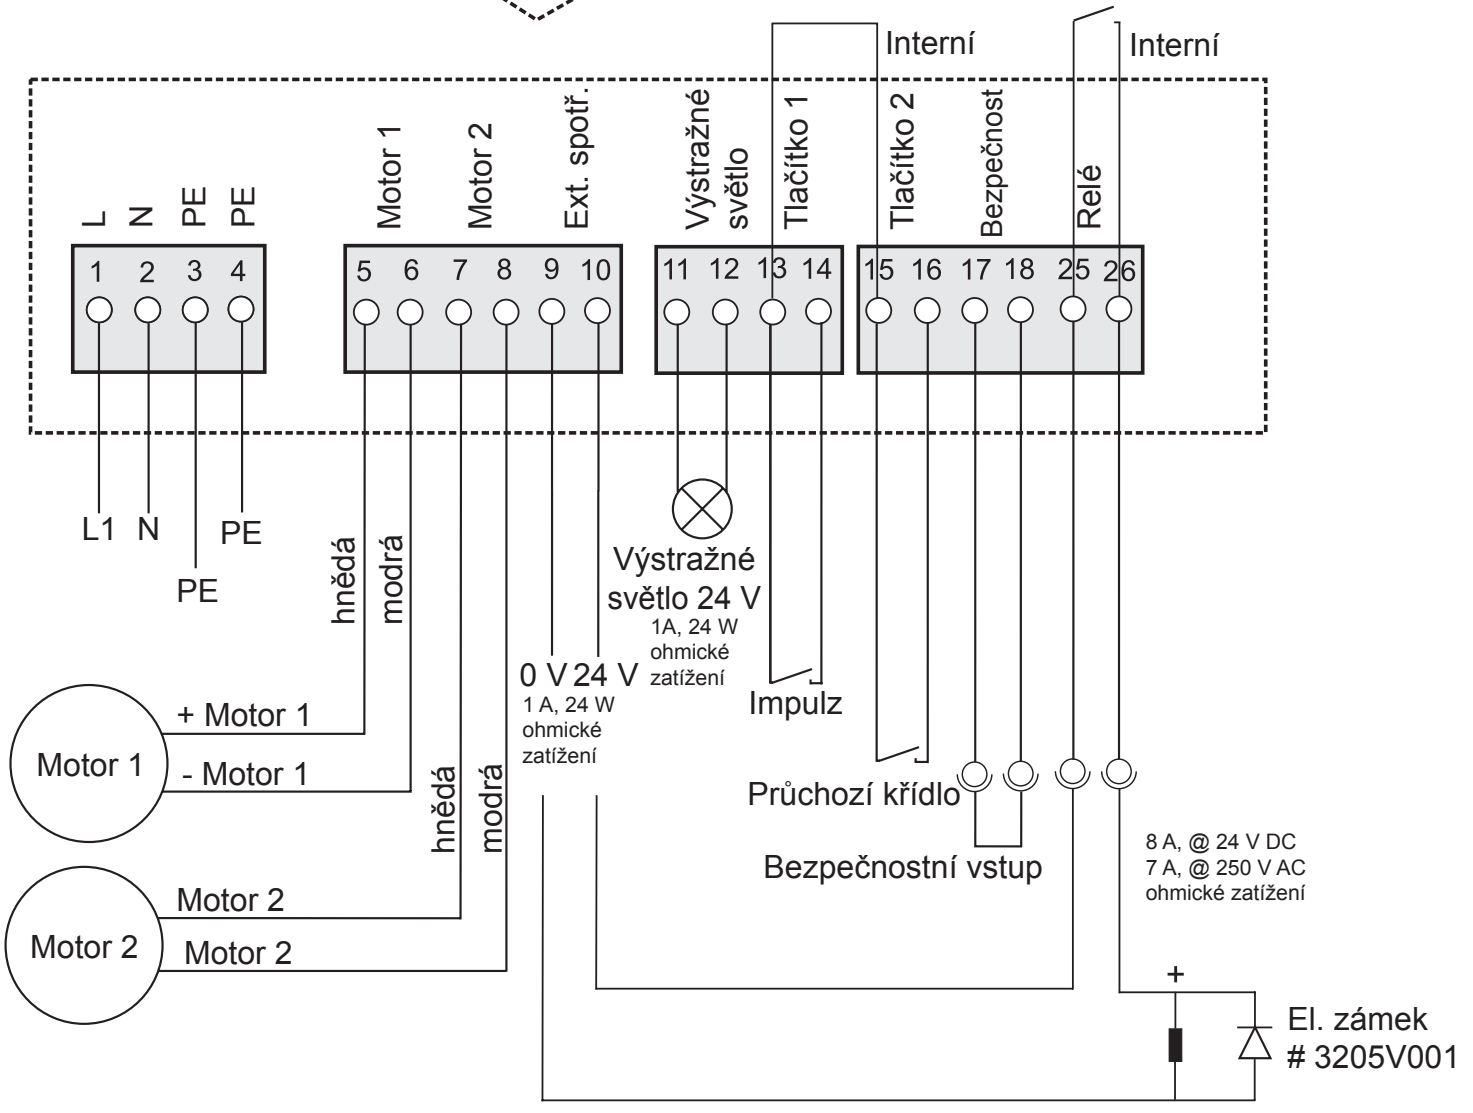 Interní
Interní
L
N
PE
PE
Motor 1
Motor 2
Ext. spotř.
Výstražné
světlo
Tlačítko 1
Tlačítko 2
Bezpečnost
Relé
1 2 3 4
5 6 7 8 9 10
11 12 13 14
15 16 17 18 25 26
L1 N PE
PE
hnědá
modrá
Výstražné
světlo 24 V
1A, 24 W
ohmické
zatížení
0 V 24 V
1 A, 24 W
ohmické
zatížení
Impulz
Motor 1
+ Motor 1
- Motor 1
hnědá
modrá
Průchozí křídlo
Bezpečnostní vstup
8 A, @ 24 V DC
7 A, @ 250 V AC
ohmické zatížení
Motor 2
Motor 2
Motor 2
+
El. zámek
# 3205V001